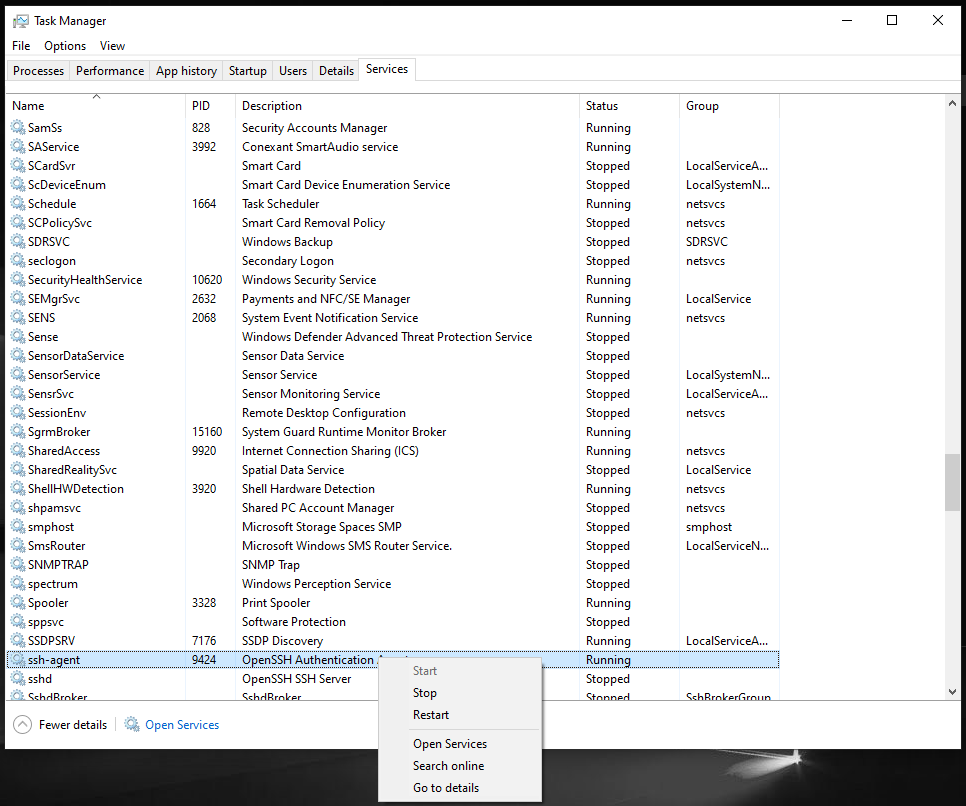 Task Manager
File Options View
Processes Performance App history Startup Users Details Services
Name PID Description Status Group
SamSs 828 Security Accounts Manager Running
SAService 3992 Conexant SmartAudio service Running
SCardSvr Smart Card Stopped LocalServiceA...
ScDeviceEnum Smart Card Device Enumeration Service Stopped LocalSystemN...
Schedule 1664 Task Scheduler Running netsvcs
SCPolicySvc Smart Card Removal Policy Stopped netsvcs
SDRSVC Windows Backup Stopped SDRSVC
seclogon Secondary Logon Stopped netsvcs
SecurityHealthService 10620 Windows Security Service Running
SEMgrSvc 2632 Payments and NFC/SE Manager Running LocalService
SENS 2068 System Event Notification Service Running netsvcs
Sense Windows Defender Advanced Threat Protection Service Stopped
SensorDataService Sensor Data Service Stopped
SensorService Sensor Service Stopped LocalSystemN...
SensrSvc Sensor Monitoring Service Stopped LocalServiceA...
SessionEnv Remote Desktop Configuration Stopped netsvcs
SgrmBroker 15160 System Guard Runtime Monitor Broker Running
SharedAccess 9920 Internet Connection Sharing (ICS) Running netsvcs
SharedRealitySvc Spatial Data Service Stopped LocalService
ShellHWDetection 3920 Shell Hardware Detection Running netsvcs
shpamsvc Shared PC Account Manager Stopped netsvcs
smphost Microsoft Storage Spaces SMP Stopped smphost
SmsRouter Microsoft Windows SMS Router Service. Stopped LocalServiceN...
SNMPTRAP SNMP Trap Stopped
spectrum Windows Perception Service Stopped
Spooler 3328 Print Spooler Running
sppsvc Software Protection Stopped
SSDPSRV 7176 SSDP Discovery Running LocalServiceA...
ssh-agent 9424 OpenSSH Authentication Running
sshd OpenSSH SSH Server Stopped
SshdBroker SshdBroker Stopped SshBrokerGroup
Start
Stop
Restart
Open Services
Search online
Go to details
Fewer details Open Services